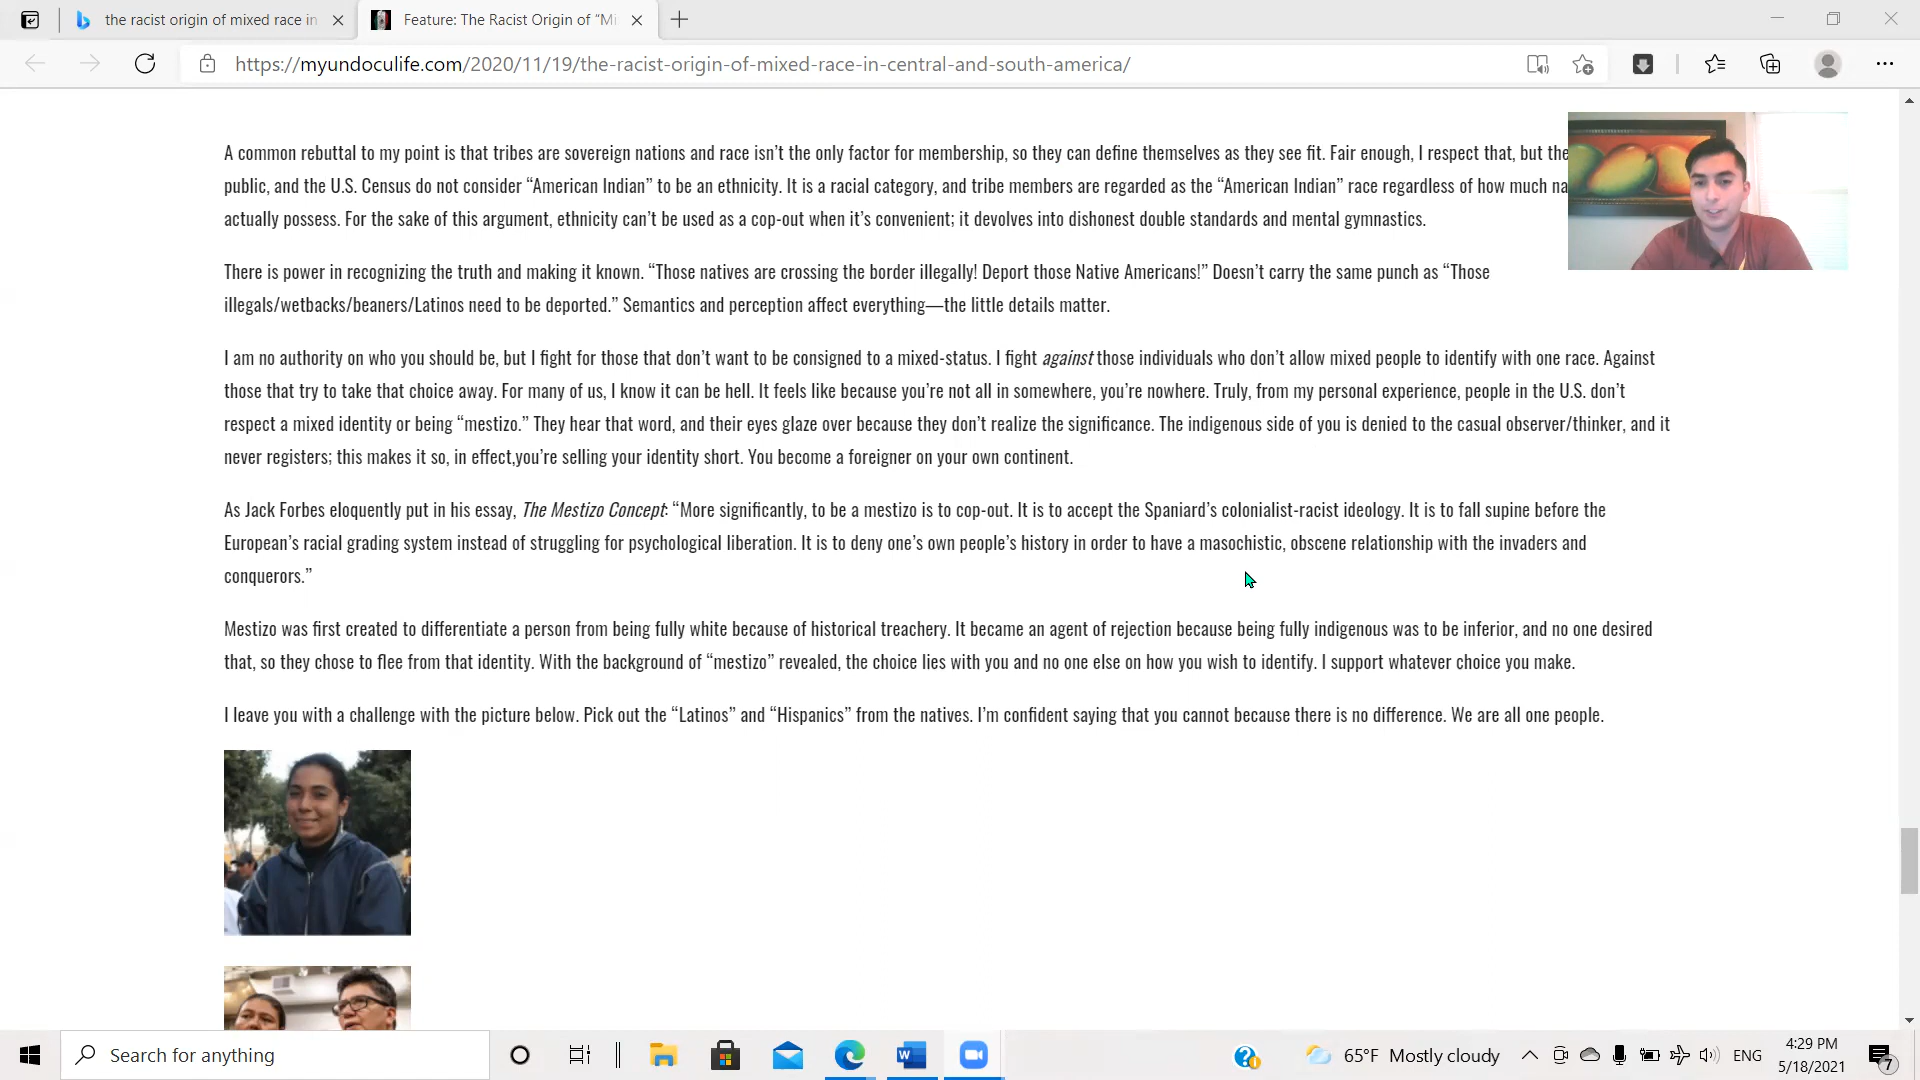 the racist origin of mixed race in
Feature: The Racist Origin of “Mi
https://myundoculife.com/2020/11/19/the-racist-origin-of-mixed-race-in-central-and-south-america/
A common rebuttal to my point is that tribes are sovereign nations and race isn’t the only factor for membership, so they can define themselves as they see fit. Fair enough, I respect that, but the
public, and the U.S. Census do not consider “American Indian” to be an ethnicity. It is a racial category, and tribe members are regarded as the “American Indian” race regardless of how much na
actually possess. For the sake of this argument, ethnicity can’t be used as a cop-out when it’s convenient; it devolves into dishonest double standards and mental gymnastics.
There is power in recognizing the truth and making it known. “Those natives are crossing the border illegally! Deport those Native Americans!” Doesn’t carry the same punch as “Those
illegals/wetbacks/beaners/Latinos need to be deported.” Semantics and perception affect everything—the little details matter.
I am no authority on who you should be, but I fight for those that don’t want to be consigned to a mixed-status. I fight against those individuals who don’t allow mixed people to identify with one race. Against
those that try to take that choice away. For many of us, I know it can be hell. It feels like because you’re not all in somewhere, you’re nowhere. Truly, from my personal experience, people in the U.S. don’t
respect a mixed identity or being “mestizo.” They hear that word, and their eyes glaze over because they don’t realize the significance. The indigenous side of you is denied to the casual observer/thinker, and it
never registers; this makes it so, in effect,you’re selling your identity short. You become a foreigner on your own continent.
As Jack Forbes eloquently put in his essay, The Mestizo Concept: “More significantly, to be a mestizo is to cop-out. It is to accept the Spaniard’s colonialist-racist ideology. It is to fall supine before the
European’s racial grading system instead of struggling for psychological liberation. It is to deny one’s own people’s history in order to have a masochistic, obscene relationship with the invaders and
conquerors.”
Mestizo was first created to differentiate a person from being fully white because of historical treachery. It became an agent of rejection because being fully indigenous was to be inferior, and no one desired
that, so they chose to flee from that identity. With the background of “mestizo” revealed, the choice lies with you and no one else on how you wish to identify. I support whatever choice you make.
I leave you with a challenge with the picture below. Pick out the “Latinos” and “Hispanics” from the natives. I’m confident saying that you cannot because there is no difference. We are all one people.
Search for anything
65°F Mostly cloudy
ENG
4:29 PM
5/18/2021
7